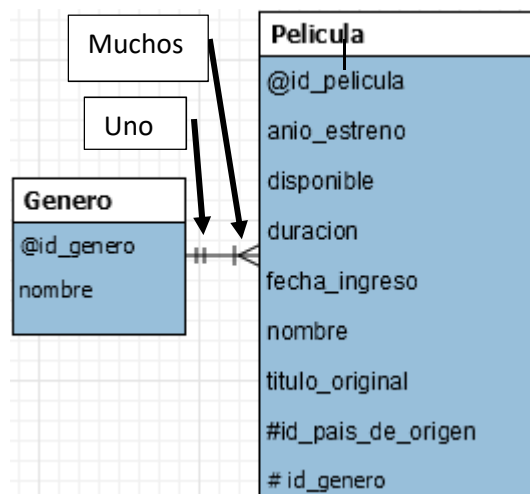 Muchos
Uno
Genero
@id_genero
nombre
Pelicula
@id_pelicula
anio_estreno
disponible
duracion
fecha_ingreso
nombre
titulo_original
#id_pais_de_origen
# id_genero